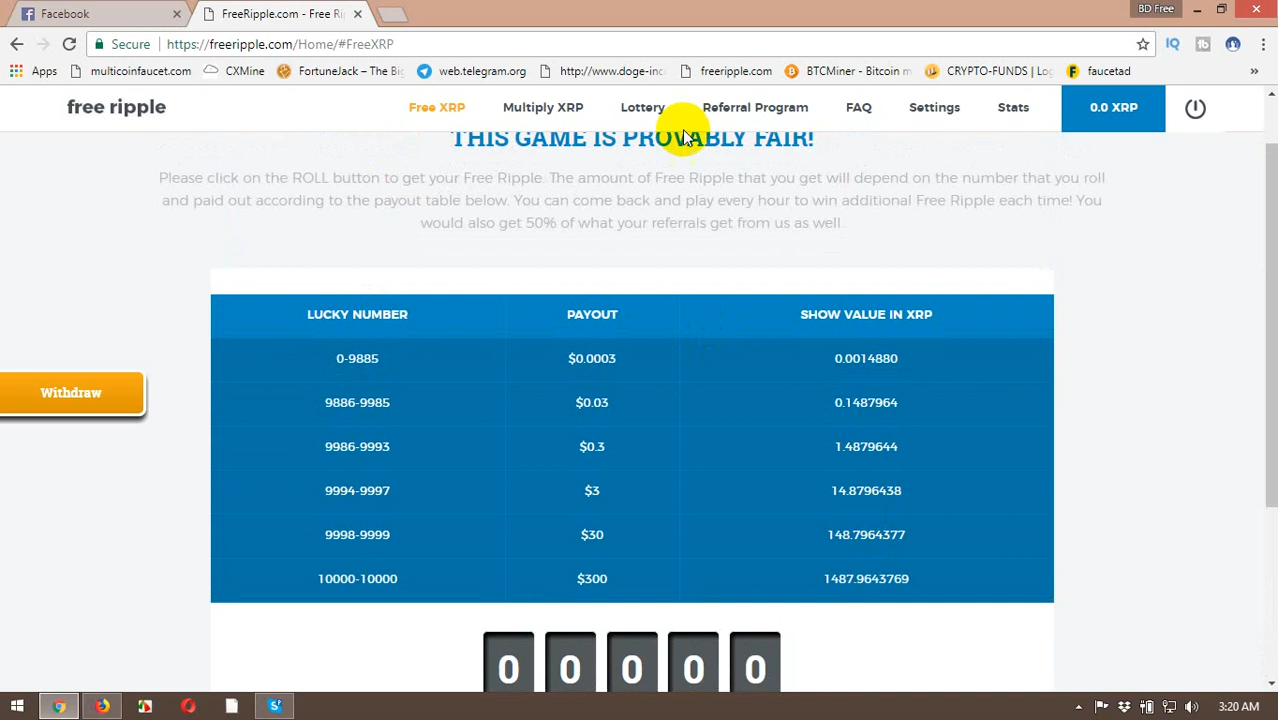 Facebook
FreeRipple.com - Free Ri
BD Free
Secure https://freeripple.com/Home/#FreeXRP
Apps multicoinfaucet.com CXMine FortuneJack – The Big web.telegram.org http://www.doge-inc freeripple.com BTCMiner - Bitcoin m CRYPTO-FUNDS | Log faucetad »
free ripple Free XRP Multiply XRP Lottery Referral Program FAQ Settings Stats 0.0 XRP
THIS GAME IS PROVABLY FAIR!
Please click on the ROLL button to get your Free Ripple. The amount of Free Ripple that you get will depend on the number that you roll
and paid out according to the payout table below. You can come back and play every hour to win additional Free Ripple each time! You
would also get 50% of what your referrals get from us as well.
LUCKY NUMBER PAYOUT SHOW VALUE IN XRP
0-9885 $0.0003 0.0014880
Withdraw
9886-9985 $0.03 0.1487964
9986-9993 $0.3 1.4879644
9994-9997 $3 14.8796438
9998-9999 $30 148.7964377
10000-10000 $300 1487.9643769
0 0 0 0 0
3:20 AM